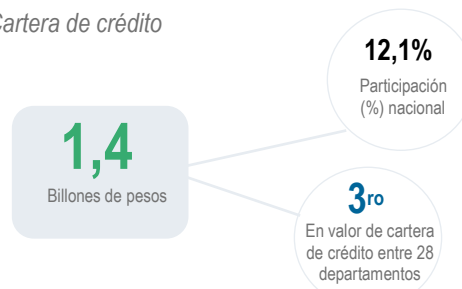 Cartera de crédito
12,1%
Participación
(%) nacional
1,4
Billones de pesos
3ro
En valor de cartera
de crédito entre 28
departamentos